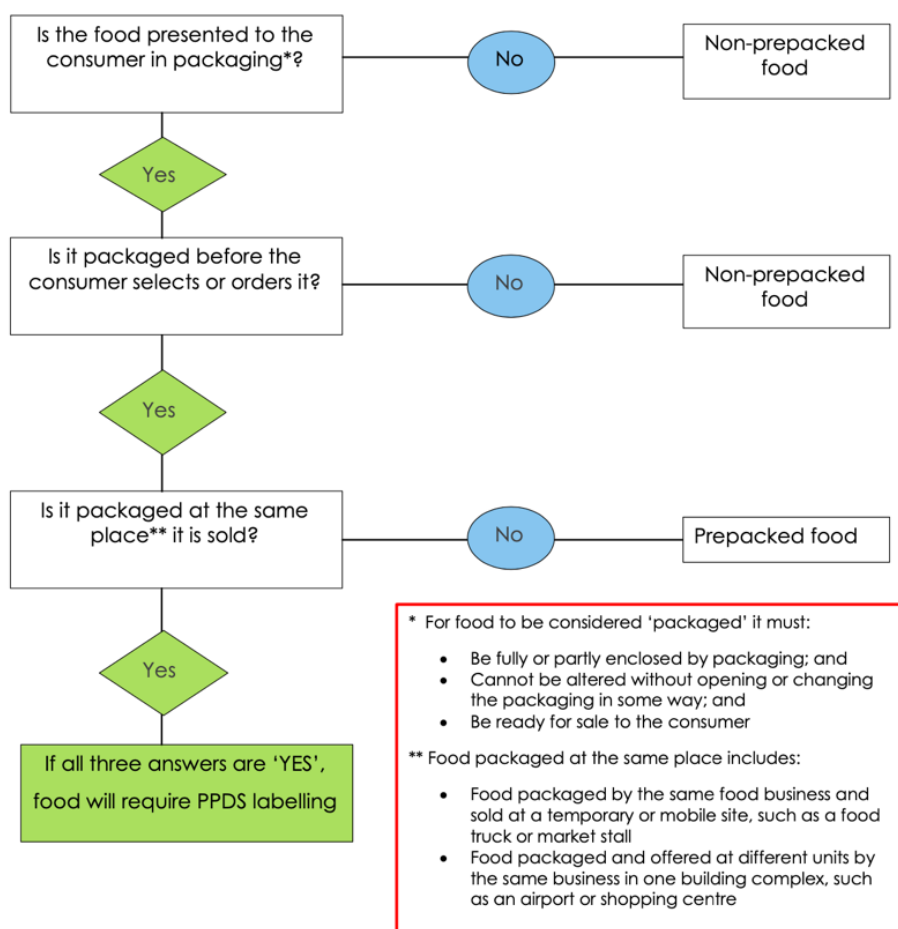 Is the food presented to the
consumer in packaging*?
No
Non-prepacked
food
Yes
Is it packaged before the
consumer selects or orders it?
No
Non-prepacked
food
Yes
Is it packaged at the same
place** it is sold?
No
Prepacked food
Yes
If all three answers are ‘YES’,
food will require PPDS labelling
* For food to be considered ‘packaged’ it must:
• Be fully or partly enclosed by packaging; and
• Cannot be altered without opening or changing
the packaging in some way; and
• Be ready for sale to the consumer
** Food packaged at the same place includes:
• Food packaged by the same food business and
sold at a temporary or mobile site, such as a food
truck or market stall
• Food packaged and offered at different units by
the same business in one building complex, such
as an airport or shopping centre